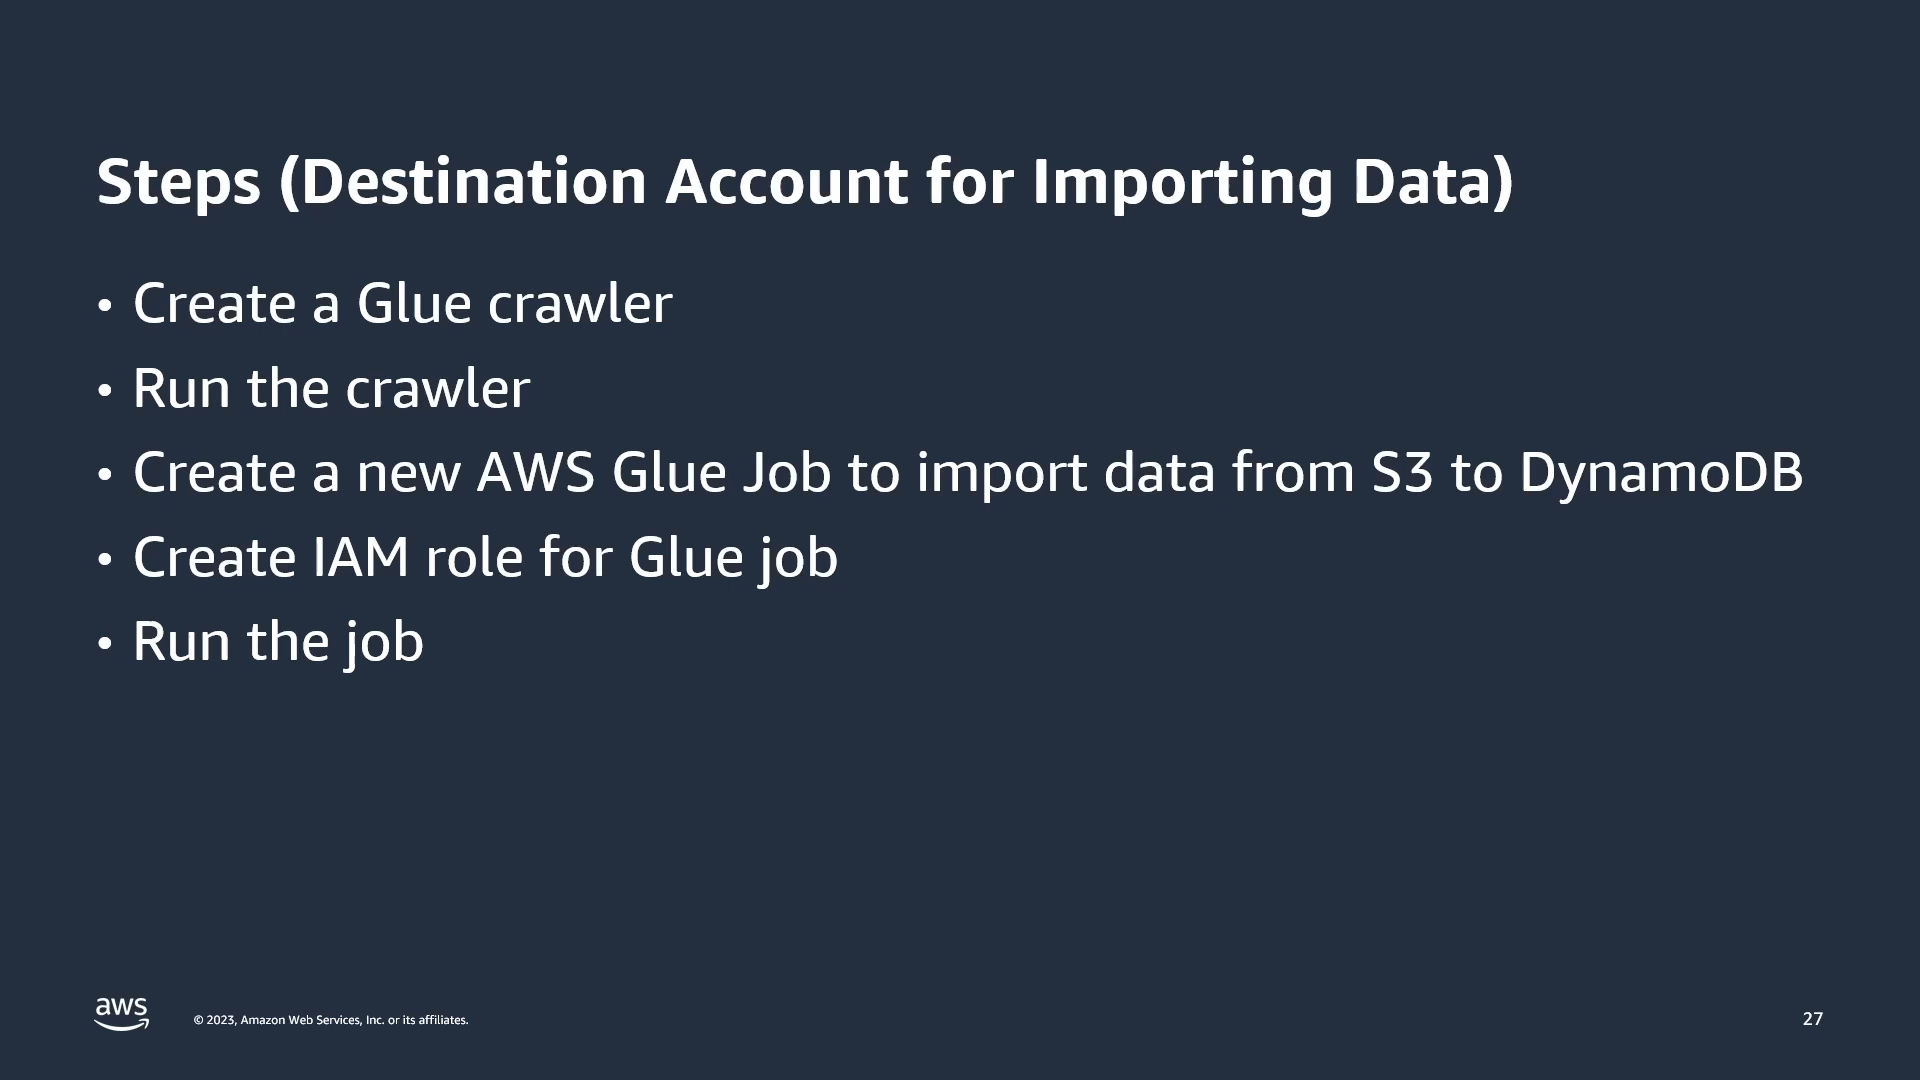 Steps (Destination Account for Importing Data)
• Create a Glue crawler
• Run the crawler
• Create a new AWS Glue Job to import data from S3 to DynamoDB
• Create IAM role for Glue job
• Run the job
aws
© 2023, Amazon Web Services, Inc. or its affiliates.
27